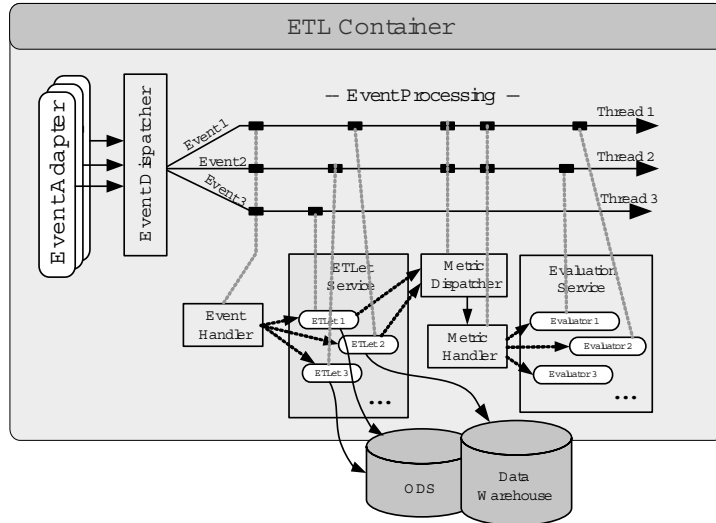 ETL Container
— EventProcessing —
EventAdapter
EventDispatcher
Event1
Event2
Event3
Thread 1
Thread 2
Thread 3
Event
Handler
ETLet
Service
ETLet 1
ETLet 2
ETLet 3
...
Metric
Dispatcher
Metric
Handler
Evaluation
Service
Evaluator 1
Evaluator 2
Evaluator 3
...
ODS
Data
Warehouse